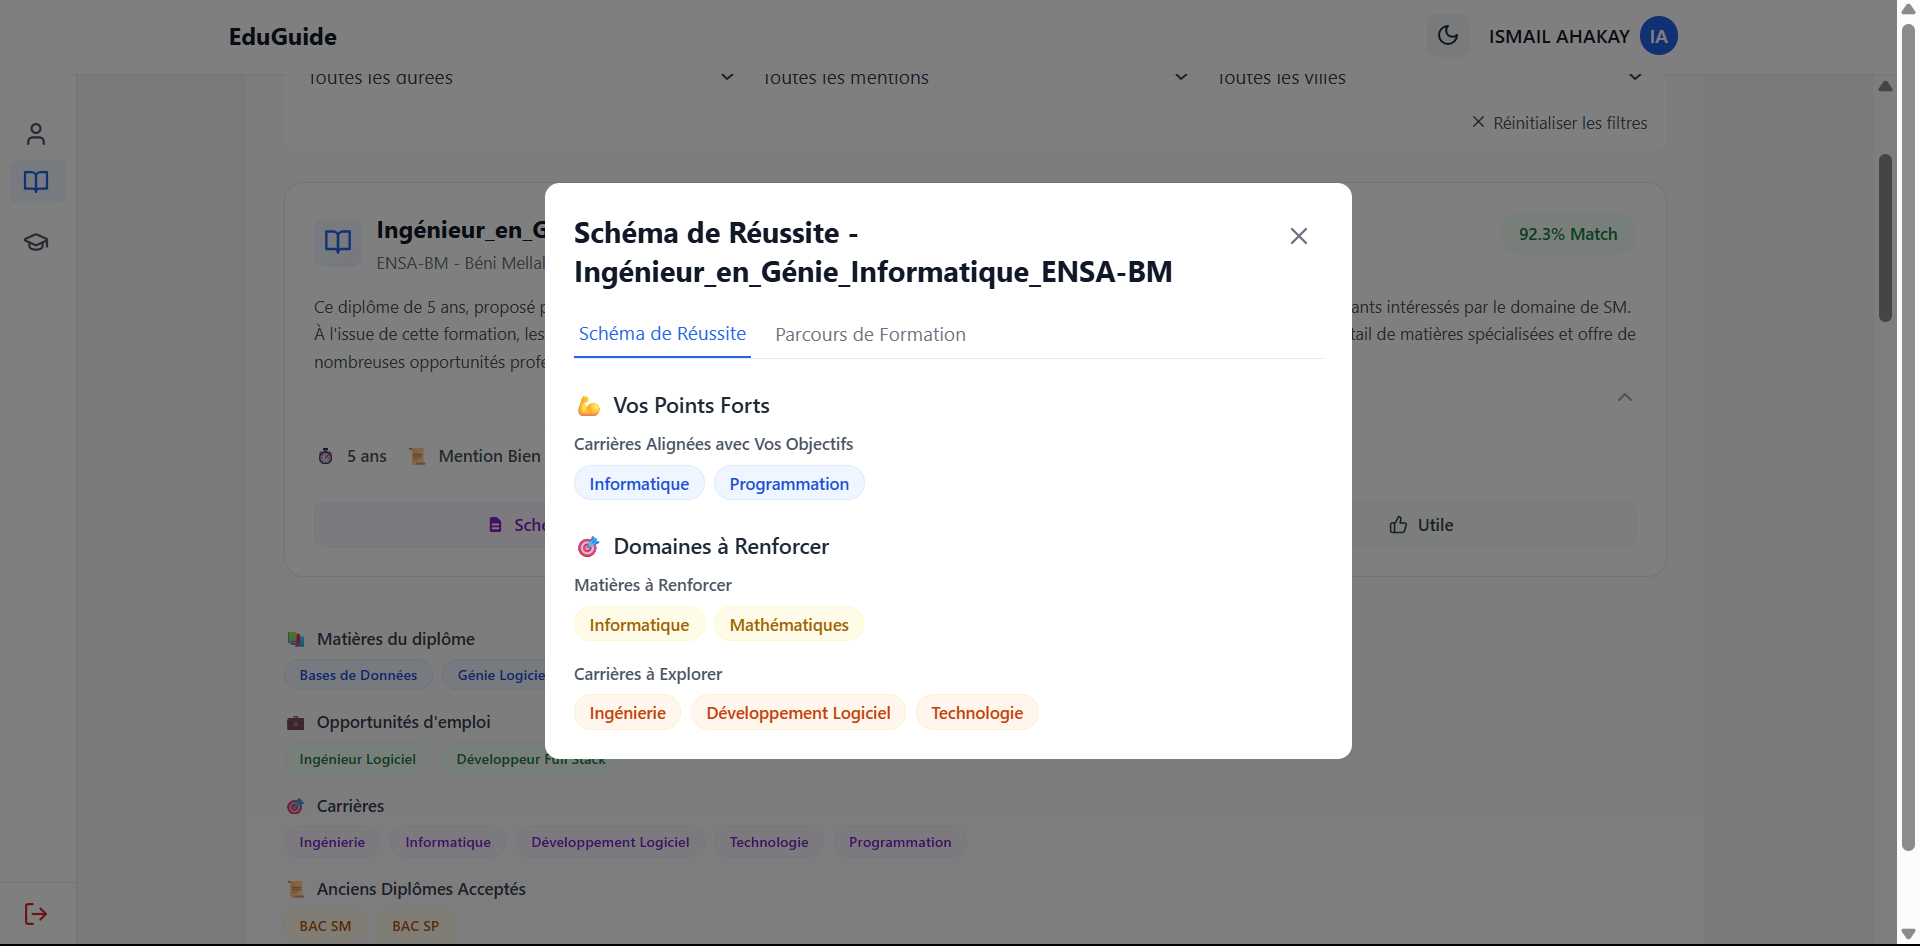 EduGuide
ISMAIL AHAKAY
IA
Toutes les durées
Toutes les mentions
Toutes les villes
Réinitialiser les filtres
Ingénieur_en_G
ENSA-BM - Béni Mellal
92.3% Match
Ce diplôme de 5 ans, proposé
ants intéressés par le domaine de SM.
À l'issue de cette formation, les
tail de matières spécialisées et offre de
nombreuses opportunités profe
5 ans
Mention Bien
Sché
Utile
Schéma de Réussite -
Ingénieur_en_Génie_Informatique_ENSA-BM
Schéma de Réussite
Parcours de Formation
Vos Points Forts
Carrières Alignées avec Vos Objectifs
Informatique
Programmation
Domaines à Renforcer
Matières à Renforcer
Informatique
Mathématiques
Carrières à Explorer
Ingénierie
Développement Logiciel
Technologie
Matières du diplôme
Bases de Données
Génie Logicie
Opportunités d'emploi
Ingénieur Logiciel
Développeur Full Stack
Carrières
Ingénierie
Informatique
Développement Logiciel
Technologie
Programmation
Anciens Diplômes Acceptés
BAC SM
BAC SP